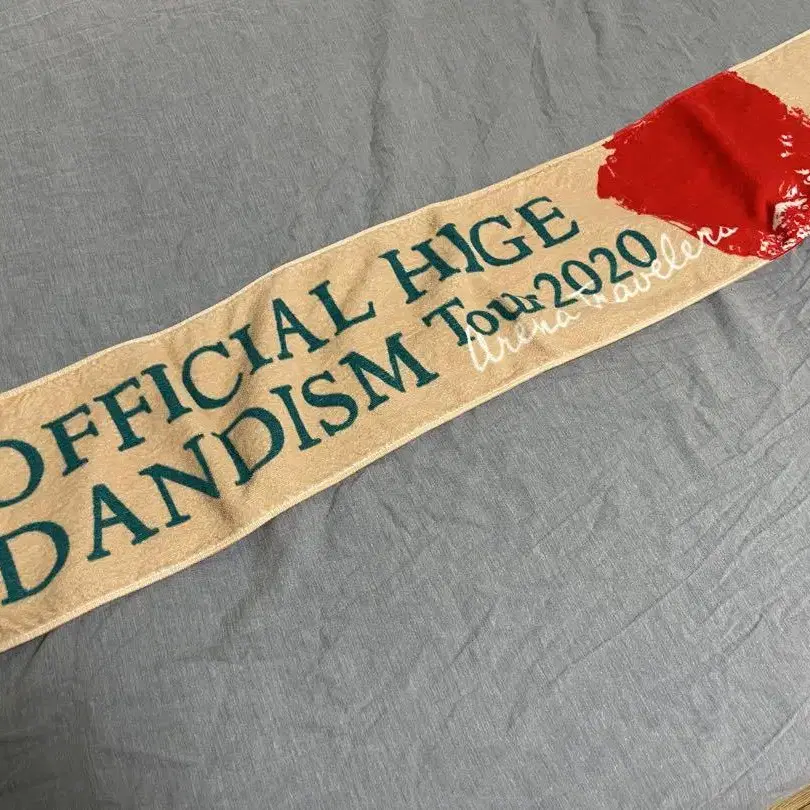 OFFICIAL HIGE
DANDISM Tour2020
Arena Travelers